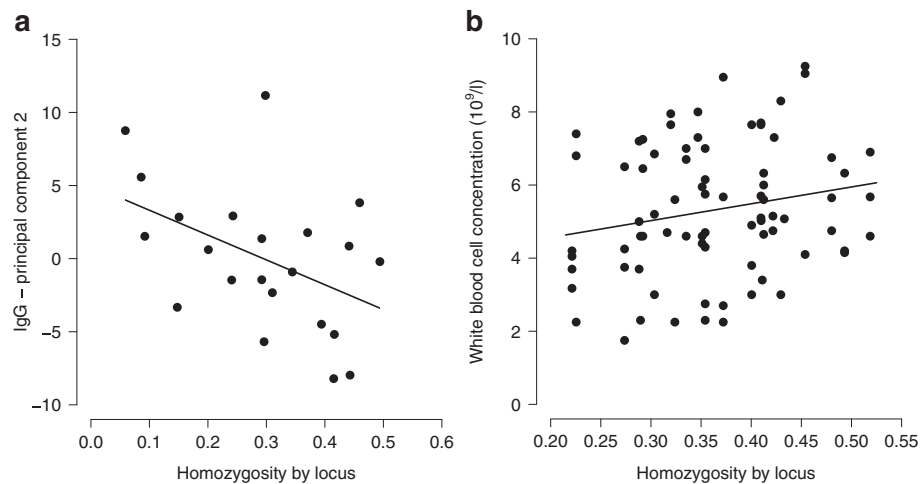 a
15
10
5
0
−5
−10
IgG − principal component 2
0.0 0.1 0.2 0.3 0.4 0.5 0.6
Homozygosity by locus
b
10
8
6
4
2
0
White blood cell concentration (10⁹/l)
0.20 0.25 0.30 0.35 0.40 0.45 0.50 0.55
Homozygosity by locus